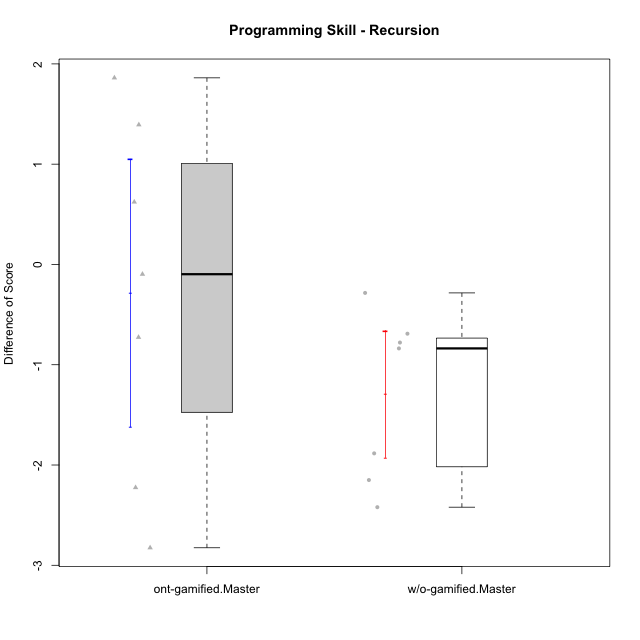 Programming Skill - Recursion
Difference of Score
2
1
0
-1
-2
-3
ont-gamified.Master
w/o-gamified.Master